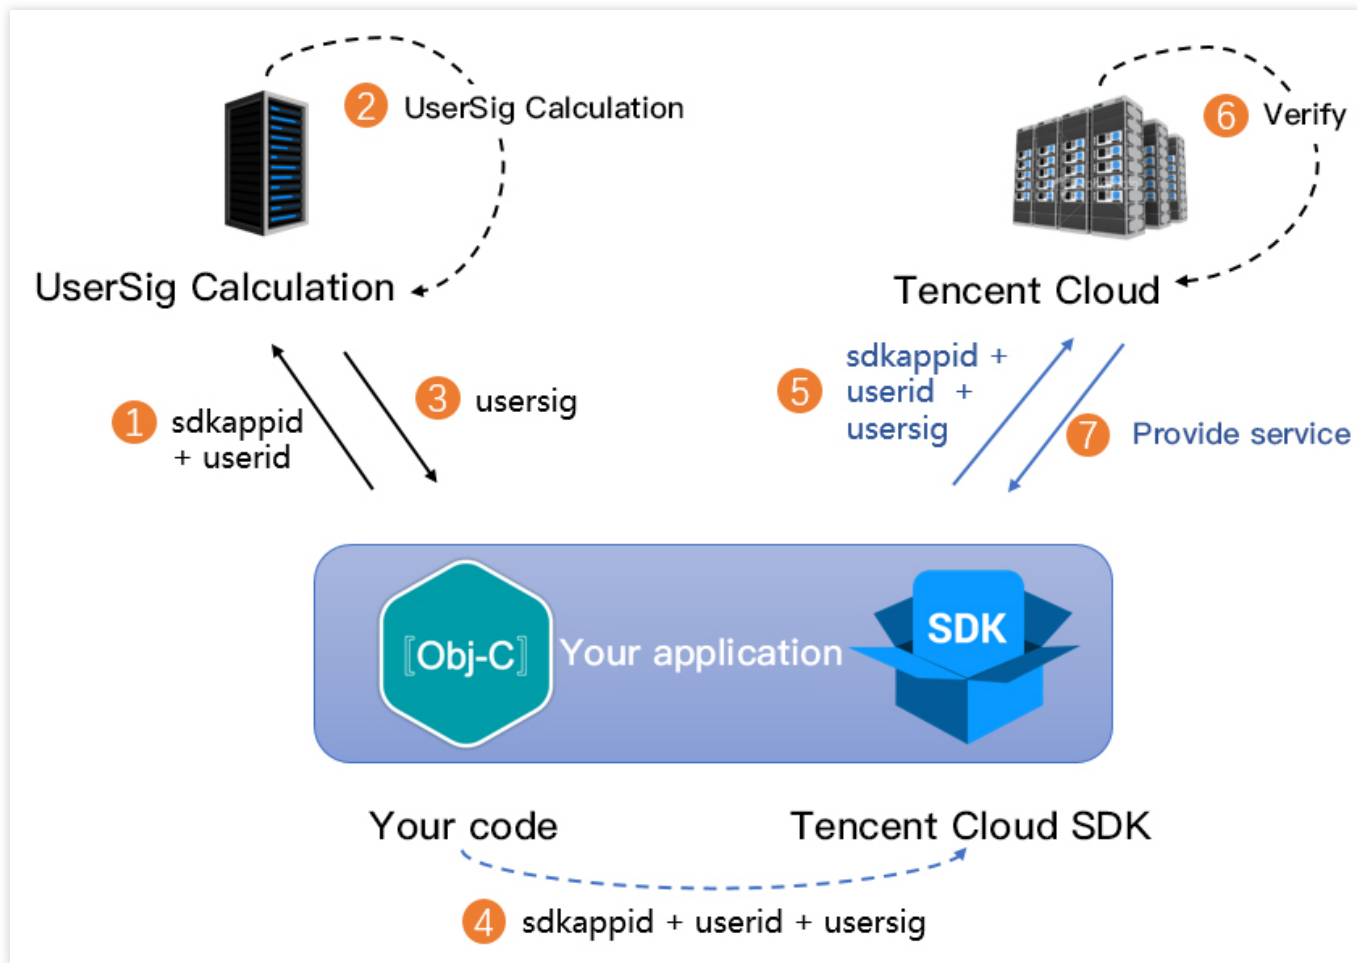 2 UserSig Calculation
6 Verify
UserSig Calculation
Tencent Cloud
1 sdkappid
+ userid
3 usersig
5 sdkappid +
userid +
usersig
7 Provide service
[Obj-C]
Your application
SDK
Your code
Tencent Cloud SDK
4 sdkappid + userid + usersig